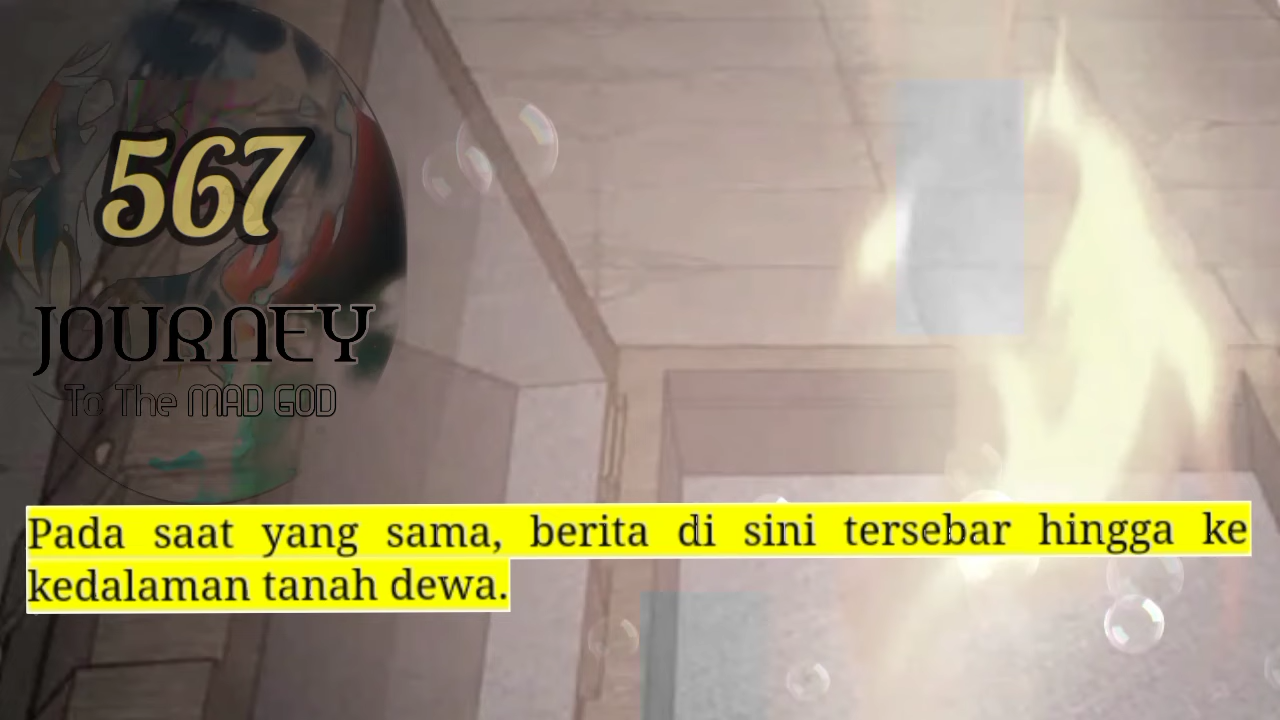 567
JOURNEY
To The MAD GOD
Pada saat yang sama, berita di sini tersebar hingga ke
kedalaman tanah dewa.